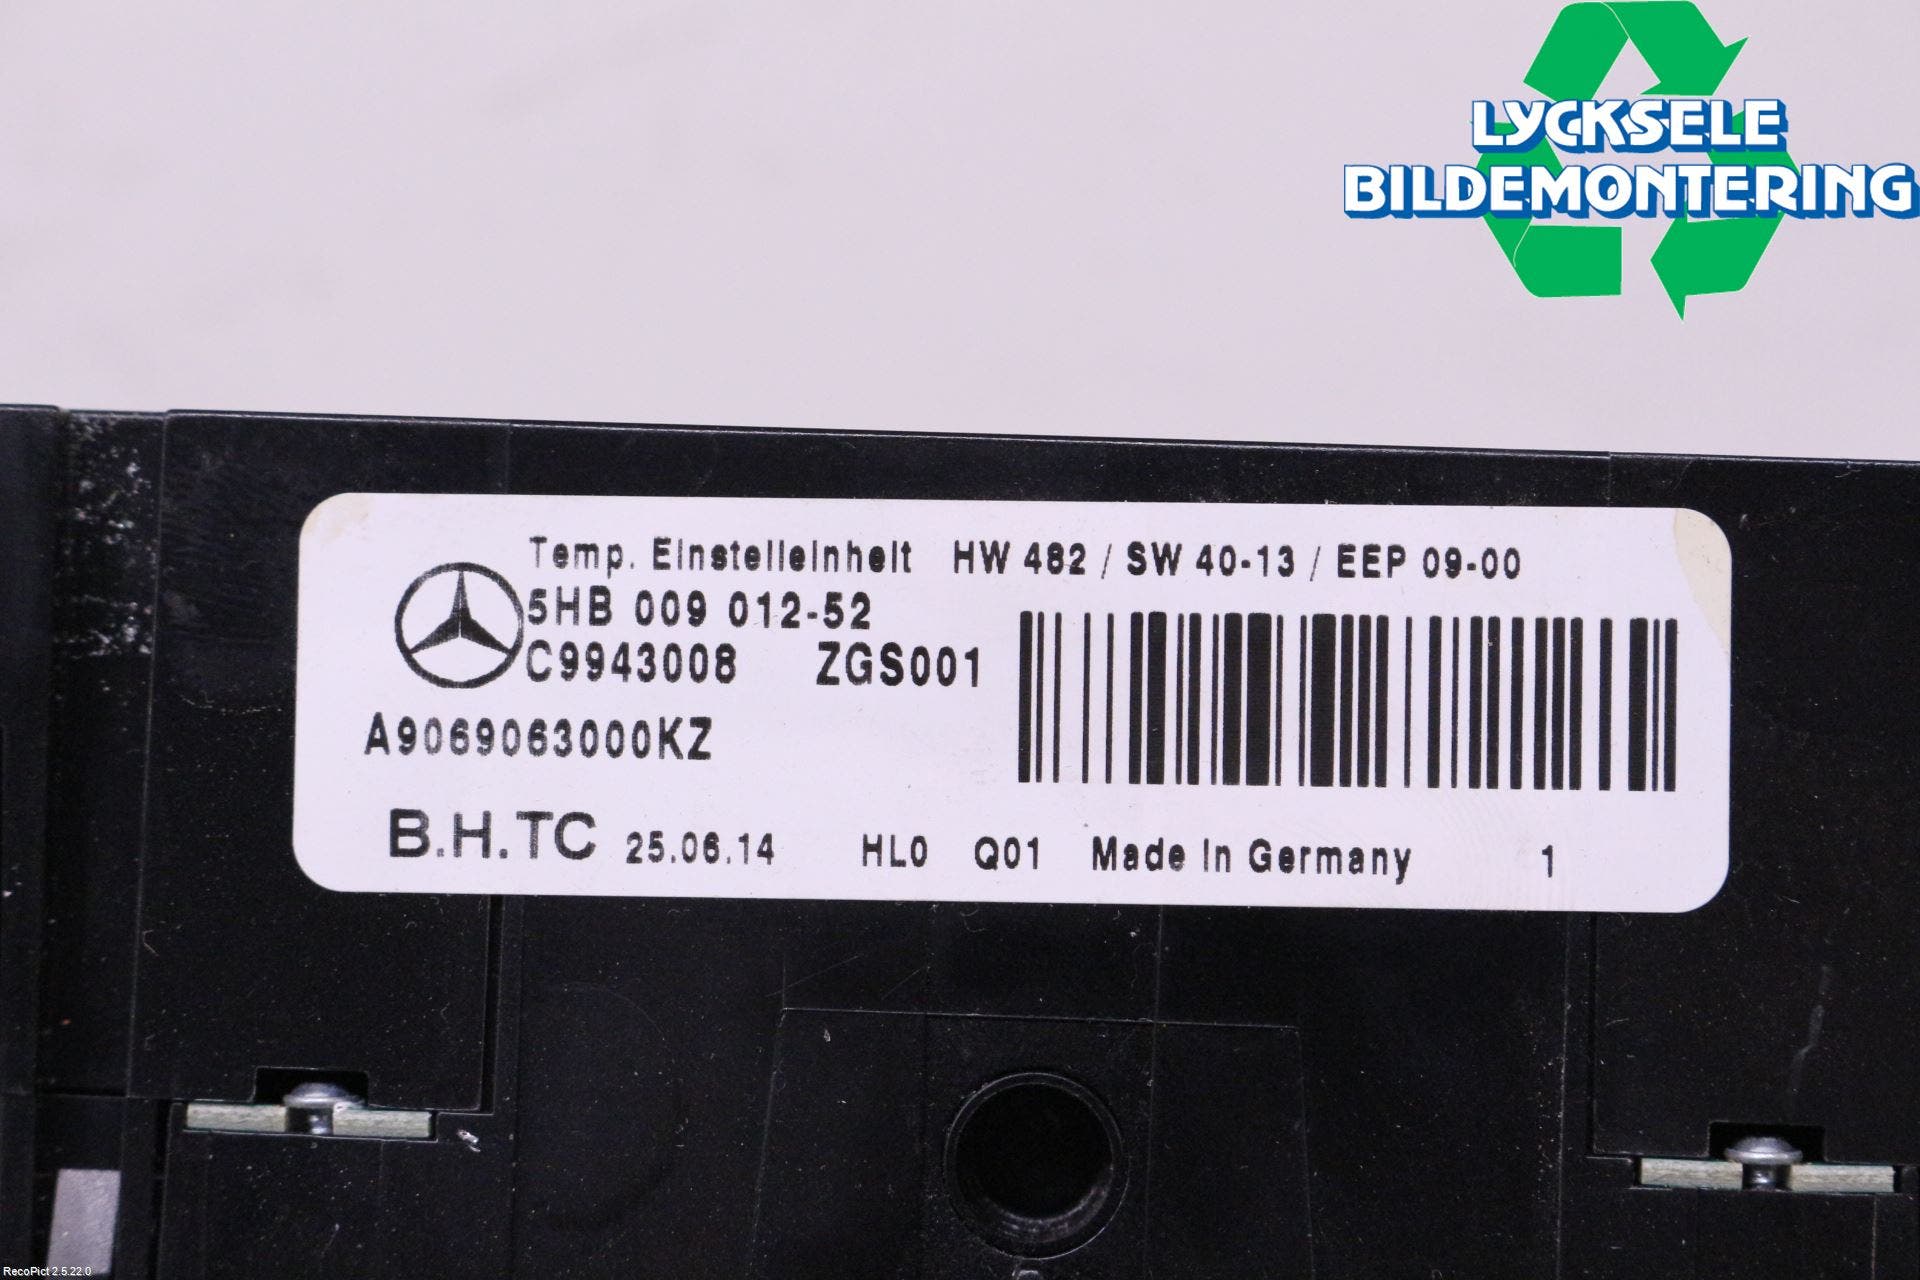 LYCKSELE
BILDEMONTERING
Temp. Einstelleinheit HW 482 / SW 40-13 / EEP 09-00
5HB 009 012-52
C9943008 ZGS001
A9069063000KZ
B.H.TC 25.06.14 HL0 Q01 Made in Germany 1
RecoPict 2.5.22.0